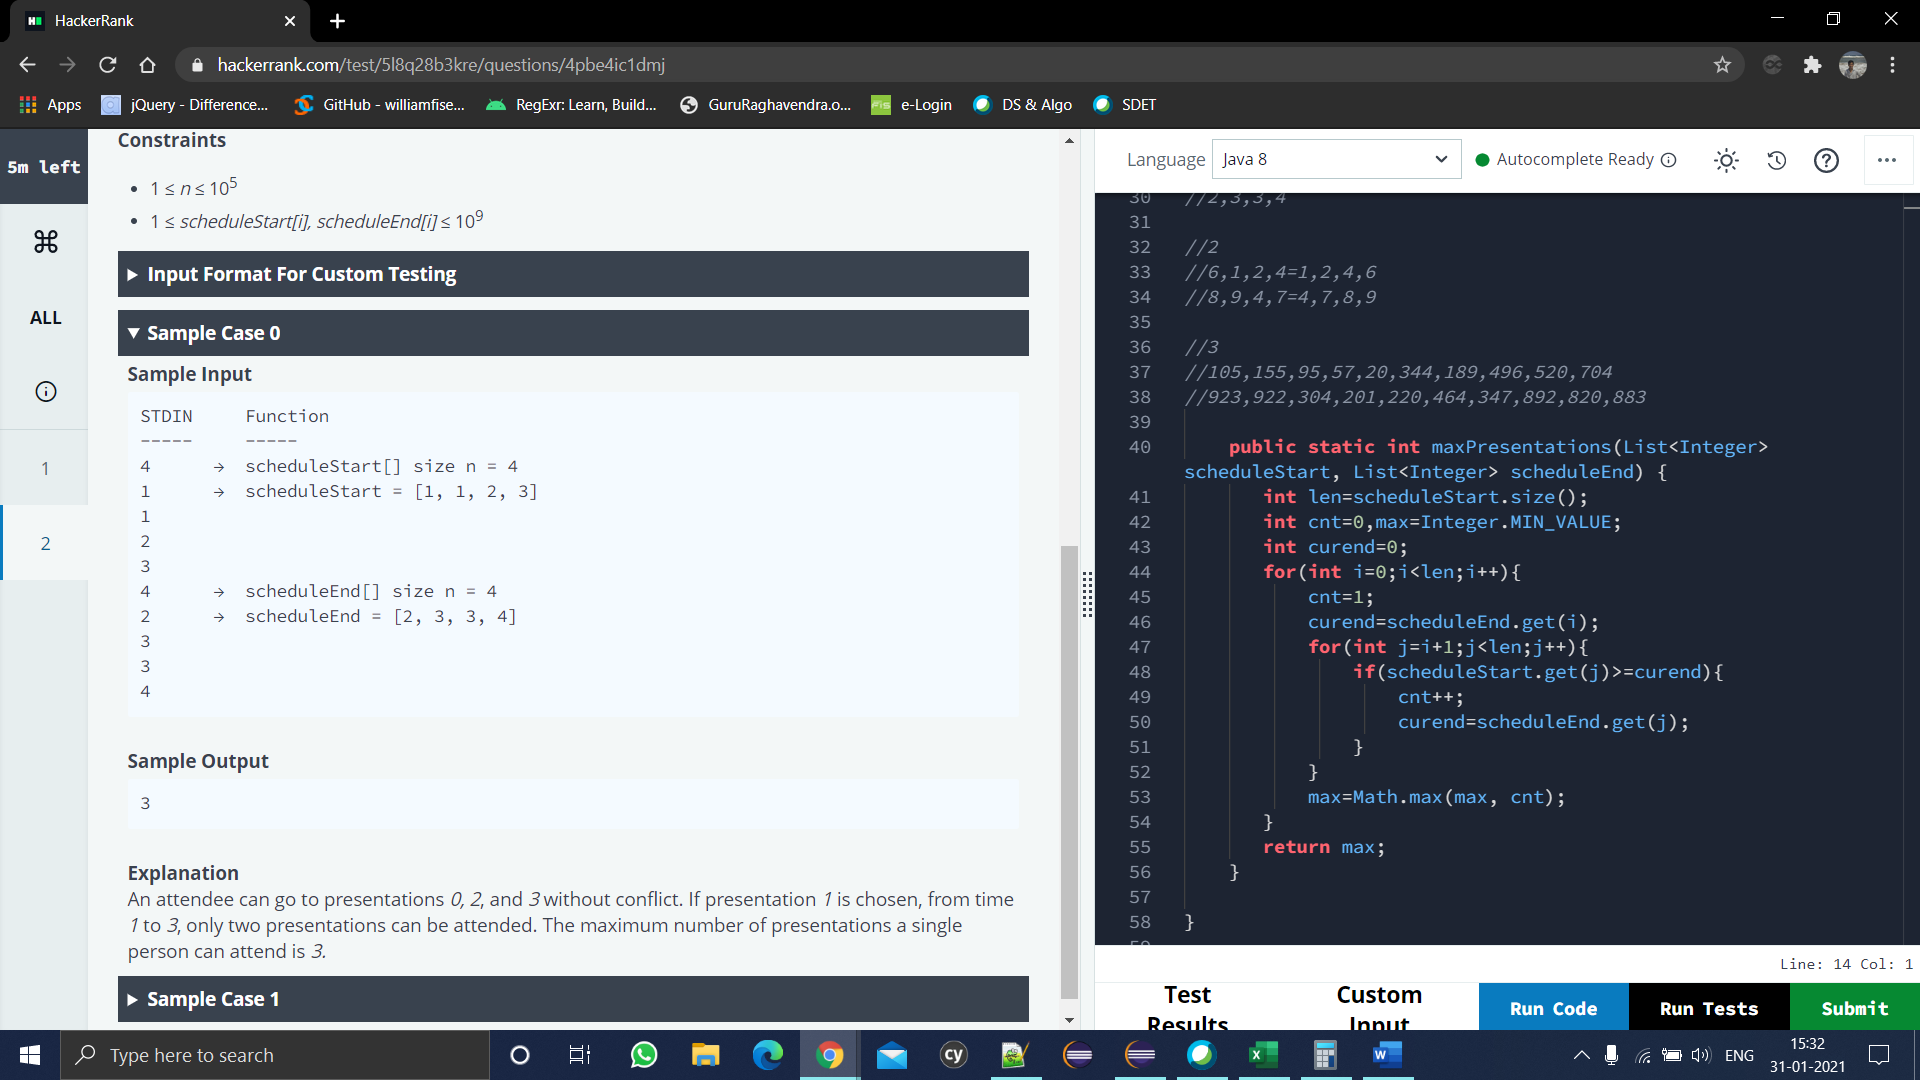 HackerRank
hackerrank.com/test/5l8q28b3kre/questions/4pbe4ic1dmj
Apps
jQuery - Difference...
GitHub - williamfise...
RegExr: Learn, Build...
GuruRaghavendra.o...
e-Login
DS & Algo
SDET
5m left
ALL
1
2
Constraints
• 1 ≤ n ≤ 10⁵
• 1 ≤ scheduleStart[i], scheduleEnd[i] ≤ 10⁹
Input Format For Custom Testing
Sample Case 0
Sample Input
STDIN Function
----- -----
4 → scheduleStart[] size n = 4
1 → scheduleStart = [1, 1, 2, 3]
1
2
3
4 → scheduleEnd[] size n = 4
2 → scheduleEnd = [2, 3, 3, 4]
3
3
4
Sample Output
3
Explanation
An attendee can go to presentations 0, 2, and 3 without conflict. If presentation 1 is chosen, from time
1 to 3, only two presentations can be attended. The maximum number of presentations a single
person can attend is 3.
Sample Case 1
Language
Java 8
Autocomplete Ready
30 //2,3,3,4
31
32 //2
33 //6,1,2,4=1,2,4,6
34 //8,9,4,7=4,7,8,9
35
36 //3
37 //105,155,95,57,20,344,189,496,520,704
38 //923,922,304,201,220,464,347,892,820,883
39
40 public static int maxPresentations(List<Integer>
scheduleStart, List<Integer> scheduleEnd) {
41 int len=scheduleStart.size();
42 int cnt=0,max=Integer.MIN_VALUE;
43 int curend=0;
44 for(int i=0;i<len;i++){
45 cnt=1;
46 curend=scheduleEnd.get(i);
47 for(int j=i+1;j<len;j++){
48 if(scheduleStart.get(j)>=curend){
49 cnt++;
50 curend=scheduleEnd.get(j);
51 }
52 }
53 max=Math.max(max, cnt);
54 }
55 return max;
56 }
57
58 }
Line: 14 Col: 1
Test
Results
Custom
Input
Run Code
Run Tests
Submit
Type here to search
cy
ENG
15:32
31-01-2021